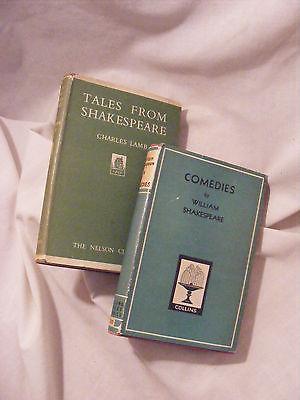 TALES FROM
SHAKESPEARE
CHARLES LAMB
THE NELSON
COMEDIES
by
WILLIAM
SHAKESPEARE
COLLINS